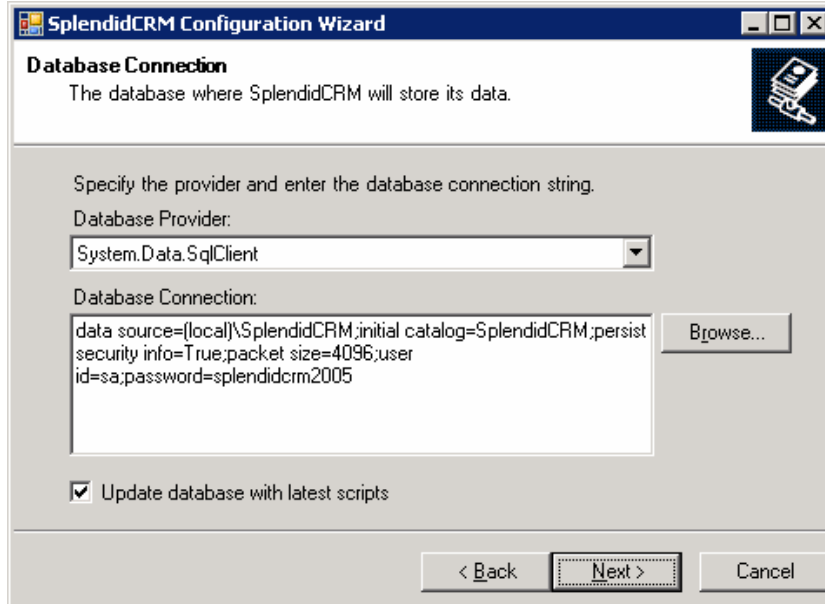 SplendidCRM Configuration Wizard
Database Connection
The database where SplendidCRM will store its data.
Specify the provider and enter the database connection string.
Database Provider:
System.Data.SqlClient
Database Connection:
data source=(local)\SplendidCRM;initial catalog=SplendidCRM;persist
security info=True;packet size=4096;user
id=sa;password=splendidcrm2005
Browse...
Update database with latest scripts
< Back
Next >
Cancel